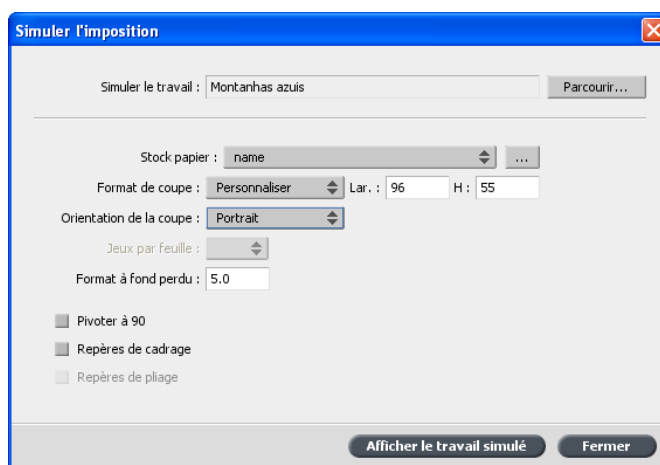 Simuler l'imposition
Simuler le travail : Montanhas azuis Parcourir...
Stock papier : name ...
Format de coupe : Personnaliser Lar. : 96 H : 55
Orientation de la coupe : Portrait
Jeux par feuille :
Format à fond perdu : 5.0
Pivoter à 90
Repères de cadrage
Repères de pliage
Afficher le travail simulé Fermer